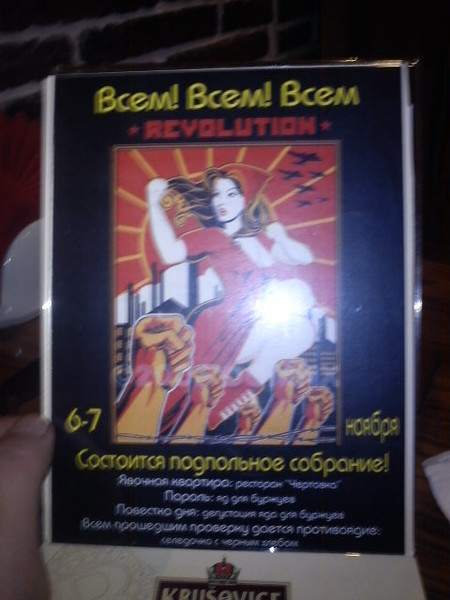 Всем! Всем! Всем
★ REVOLUTION ★
6-7 ноября
Состоится подпольное собрание!
Явочная квартира: ресторан "Чертовка"
Пароль: яд для буржуев
Повестка дня: дегустация яда для буржуев
Всем прошедшим проверку дается противоядие:
селедочка с черным хлебом
KRUŠOVICE